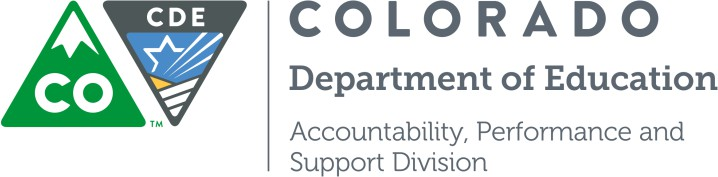 CO
TM
CDE
COLORADO
Department of Education
Accountability, Performance and
Support Division